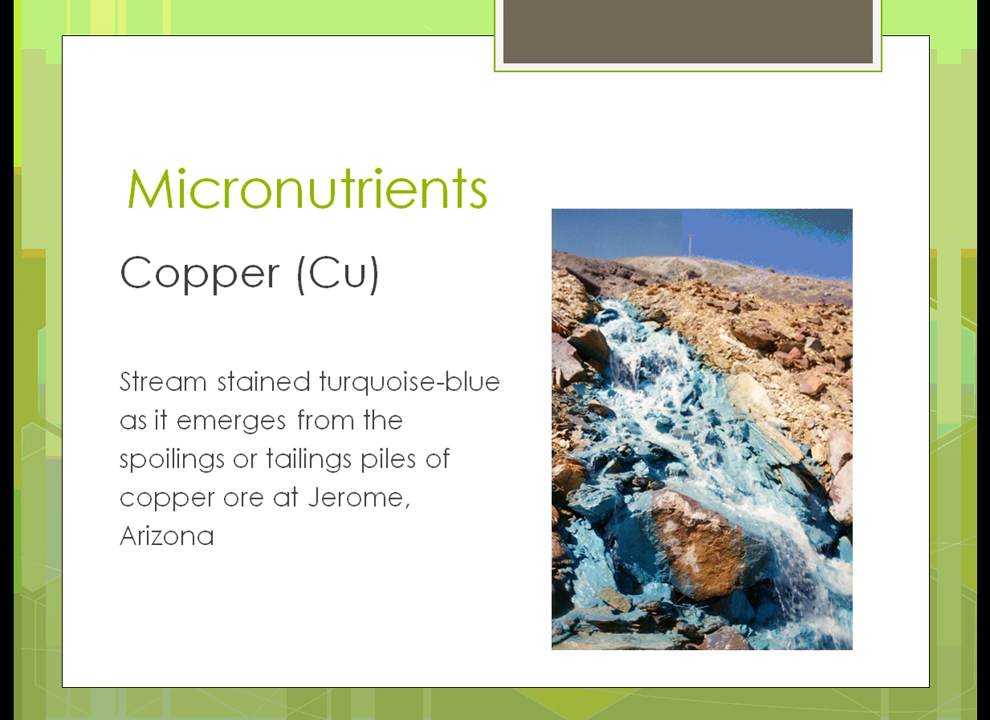 Micronutrients
Copper (Cu)
Stream stained turquoise-blue
as it emerges from the
spoilings or tailings piles of
copper ore at Jerome,
Arizona